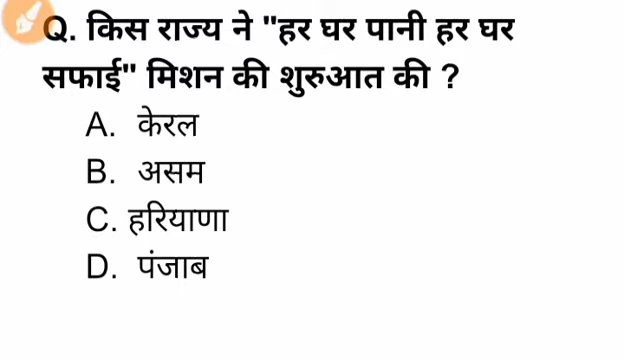 Q. किस राज्य ने "हर घर पानी हर घर
सफाई" मिशन की शुरुआत की ?
A. केरल
B. असम
C. हरियाणा
D. पंजाब